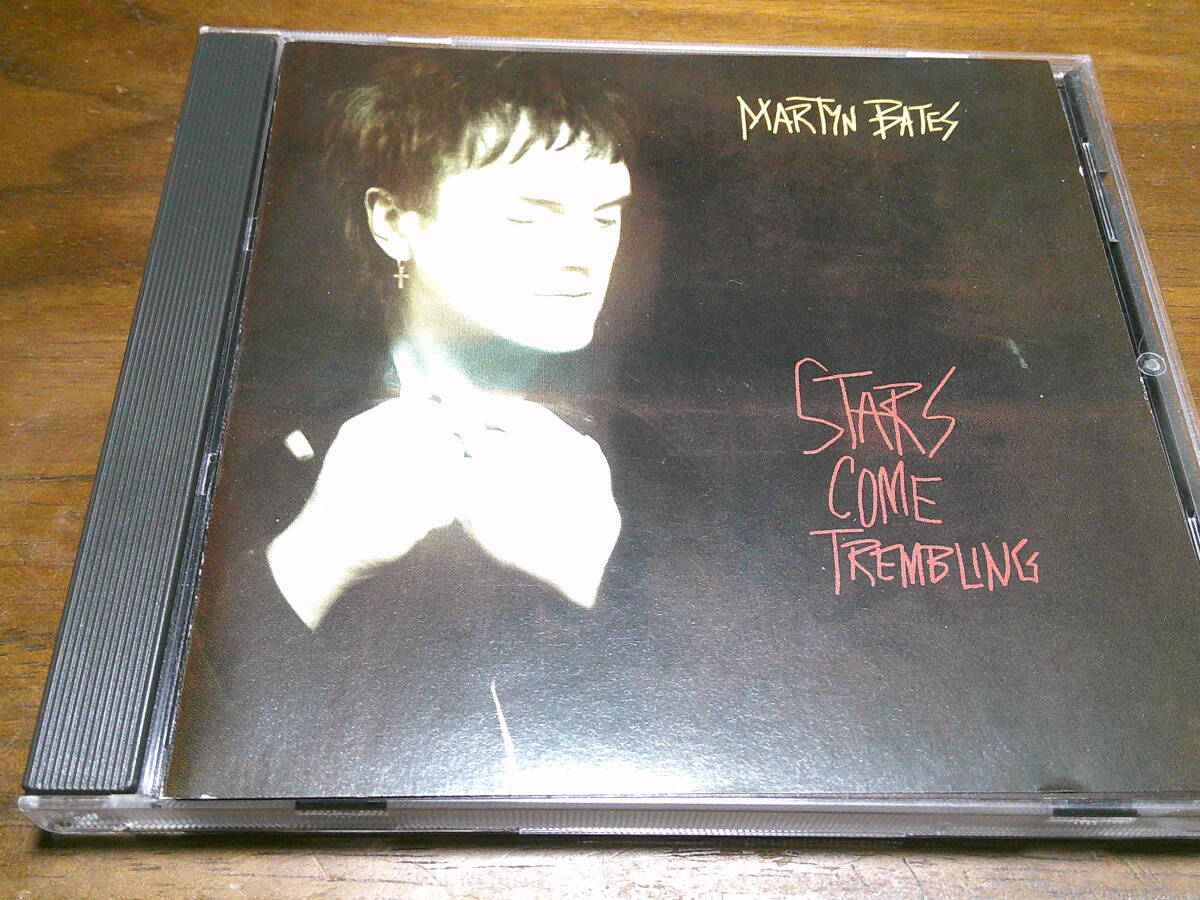 MARTYN BATES
STARS
COME
TREMBLING